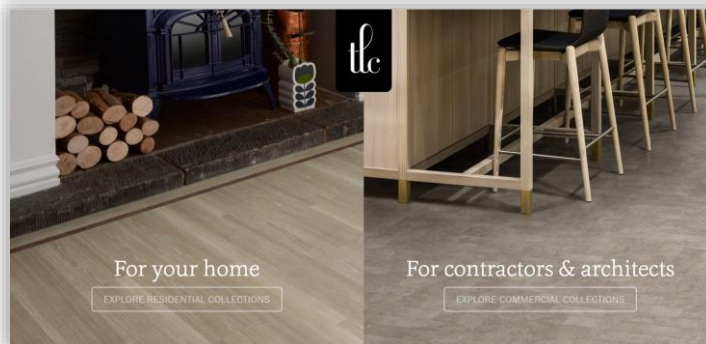 tlc
For your home
EXPLORE RESIDENTIAL COLLECTIONS
For contractors & architects
EXPLORE COMMERCIAL COLLECTIONS